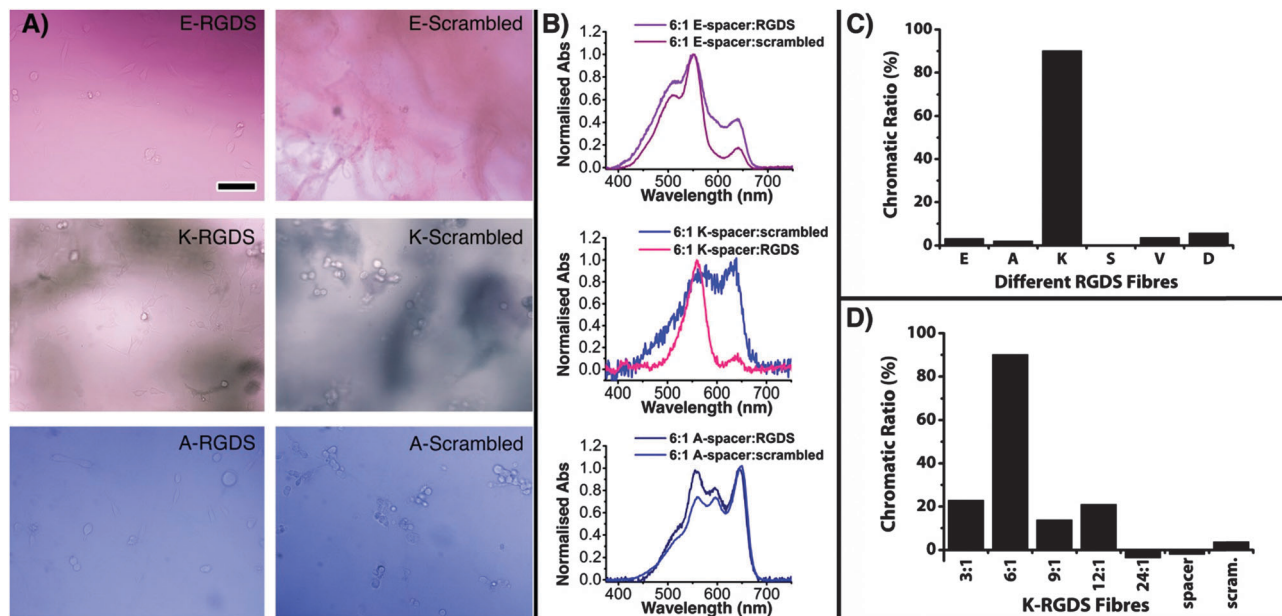 A)
E-RGDS
E-Scrambled
K-RGDS
K-Scrambled
A-RGDS
A-Scrambled
B)
6:1 E-spacer:RGDS
6:1 E-spacer:scrambled
Normalised Abs
1.2
1.0
0.8
0.6
0.4
0.2
0.0
400 500 600 700
Wavelength (nm)
6:1 K-spacer:scrambled
6:1 K-spacer:RGDS
Normalised Abs
1.2
1.0
0.8
0.6
0.4
0.2
0.0
400 500 600 700
Wavelength (nm)
6:1 A-spacer:RGDS
6:1 A-spacer:scrambled
Normalised Abs
1.2
1.0
0.8
0.6
0.4
0.2
0.0
400 500 600 700
Wavelength (nm)
C)
Chromatic Ratio (%)
100
80
60
40
20
0
E A K S V D
Different RGDS Fibres
D)
Chromatic Ratio (%)
100
80
60
40
20
0
3:1 6:1 9:1 12:1 24:1 spacer scram.
K-RGDS Fibres